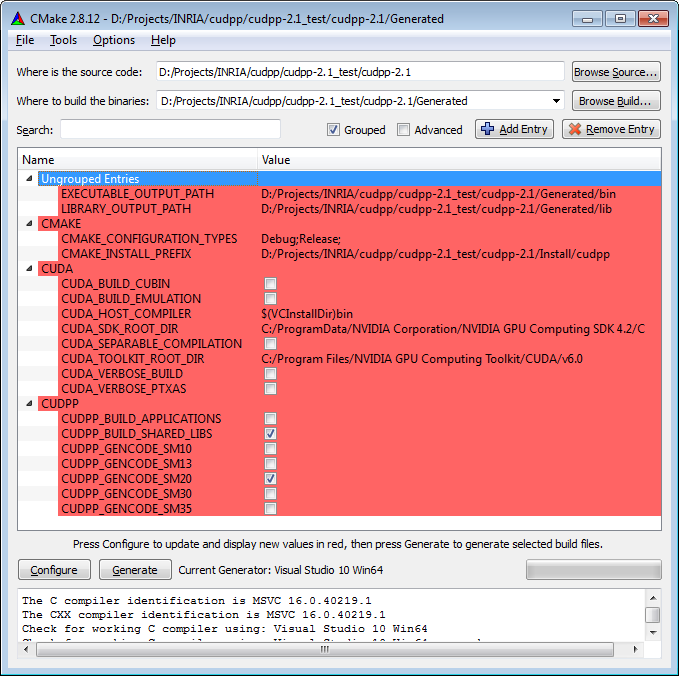 CMake 2.8.12 - D:/Projects/INRIA/cudpp/cudpp-2.1_test/cudpp-2.1/Generated
File Tools Options Help
Where is the source code: D:/Projects/INRIA/cudpp/cudpp-2.1_test/cudpp-2.1 Browse Source...
Where to build the binaries: D:/Projects/INRIA/cudpp/cudpp-2.1_test/cudpp-2.1/Generated Browse Build...
Search: Grouped Advanced Add Entry Remove Entry
Name Value
Ungrouped Entries
EXECUTABLE_OUTPUT_PATH D:/Projects/INRIA/cudpp/cudpp-2.1_test/cudpp-2.1/Generated/bin
LIBRARY_OUTPUT_PATH D:/Projects/INRIA/cudpp/cudpp-2.1_test/cudpp-2.1/Generated/lib
CMAKE
CMAKE_CONFIGURATION_TYPES Debug;Release;
CMAKE_INSTALL_PREFIX D:/Projects/INRIA/cudpp/cudpp-2.1_test/cudpp-2.1/Install/cudpp
CUDA
CUDA_BUILD_CUBIN
CUDA_BUILD_EMULATION
CUDA_HOST_COMPILER $(VCInstallDir)bin
CUDA_SDK_ROOT_DIR C:/ProgramData/NVIDIA Corporation/NVIDIA GPU Computing SDK 4.2/C
CUDA_SEPARABLE_COMPILATION
CUDA_TOOLKIT_ROOT_DIR C:/Program Files/NVIDIA GPU Computing Toolkit/CUDA/v6.0
CUDA_VERBOSE_BUILD
CUDA_VERBOSE_PTXAS
CUDPP
CUDPP_BUILD_APPLICATIONS
CUDPP_BUILD_SHARED_LIBS
CUDPP_GENCODE_SM10
CUDPP_GENCODE_SM13
CUDPP_GENCODE_SM20
CUDPP_GENCODE_SM30
CUDPP_GENCODE_SM35
Press Configure to update and display new values in red, then press Generate to generate selected build files.
Configure Generate Current Generator: Visual Studio 10 Win64
The C compiler identification is MSVC 16.0.40219.1
The CXX compiler identification is MSVC 16.0.40219.1
Check for working C compiler using: Visual Studio 10 Win64